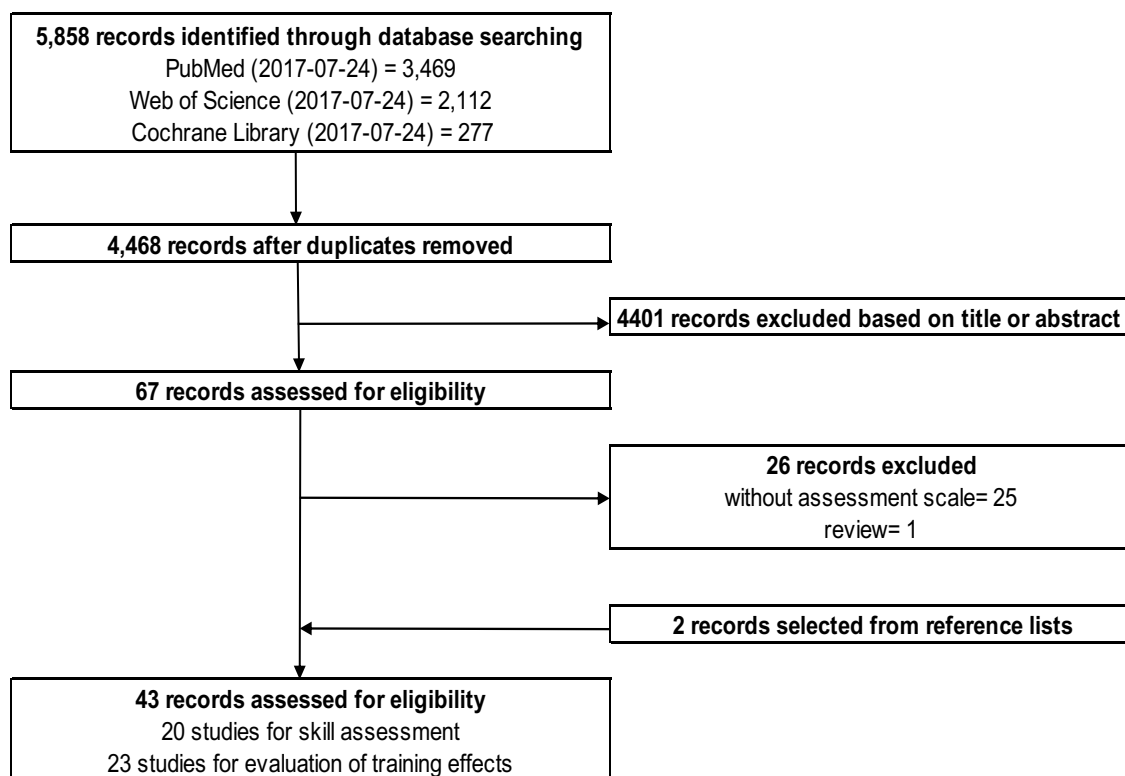 5,858 records identified through database searching
PubMed (2017-07-24) = 3,469
Web of Science (2017-07-24) = 2,112
Cochrane Library (2017-07-24) = 277
4,468 records after duplicates removed
4401 records excluded based on title or abstract
67 records assessed for eligibility
26 records excluded
without assessment scale= 25
review= 1
2 records selected from reference lists
43 records assessed for eligibility
20 studies for skill assessment
23 studies for evaluation of training effects